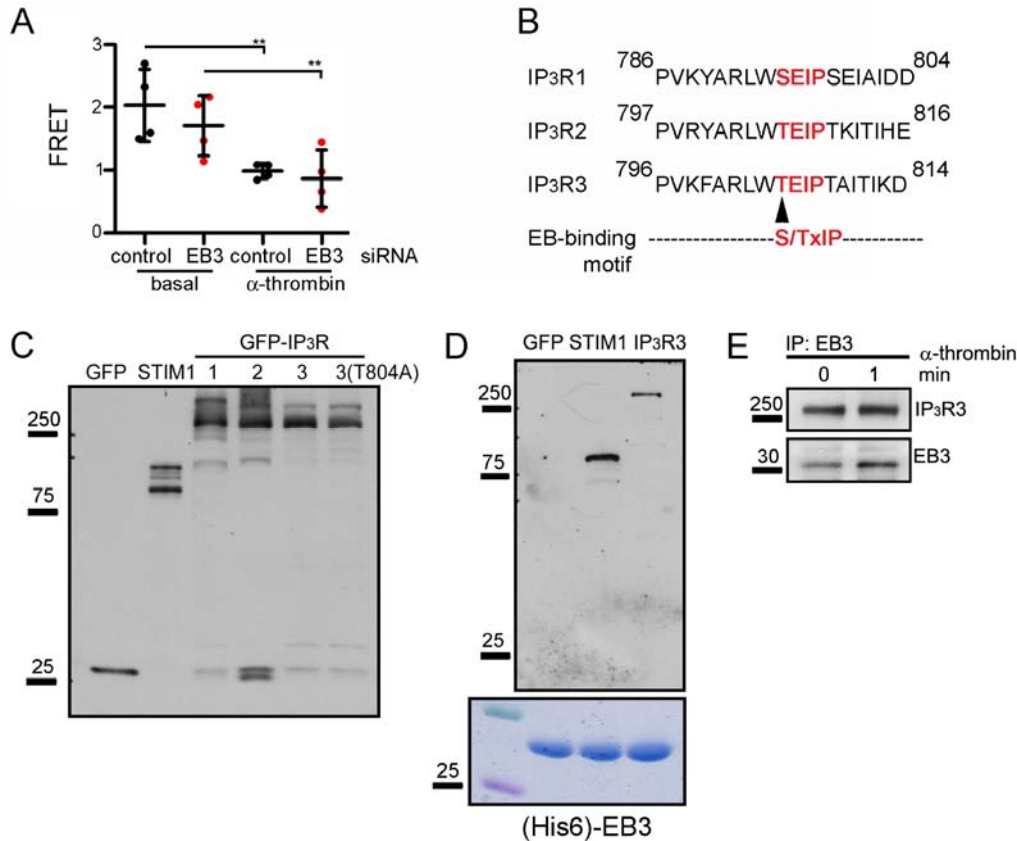 A
FRET
3
2
1
0
**
**
control EB3 control EB3 siRNA
basal α-thrombin
B
IP3R1 786 PVKYARLWSEIPSEIAIDD 804
IP3R2 797 PVRYARLWTEIPTKITIHE 816
IP3R3 796 PVKFARLWTEIPTAITIKD 814
EB-binding S/TxIP
motif
C
GFP-IP3R
GFP STIM1 1 2 3 3(T804A)
250
75
25
D
GFP STIM1 IP3R3
250
75
25
25
(His6)-EB3
E
IP: EB3 α-thrombin
0 1 min
250 IP3R3
30 EB3